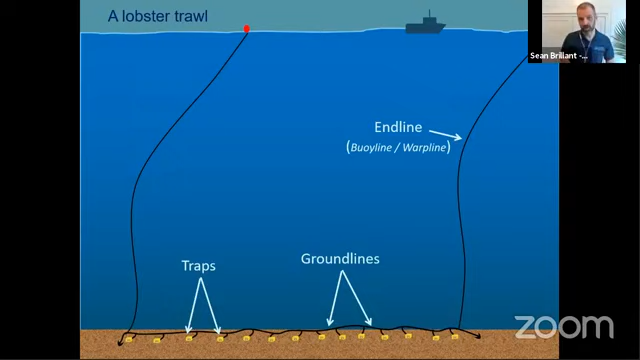 A lobster trawl
Sean Brillant -...
Endline
(Buoyline / Warpline)
Groundlines
Traps
zoom